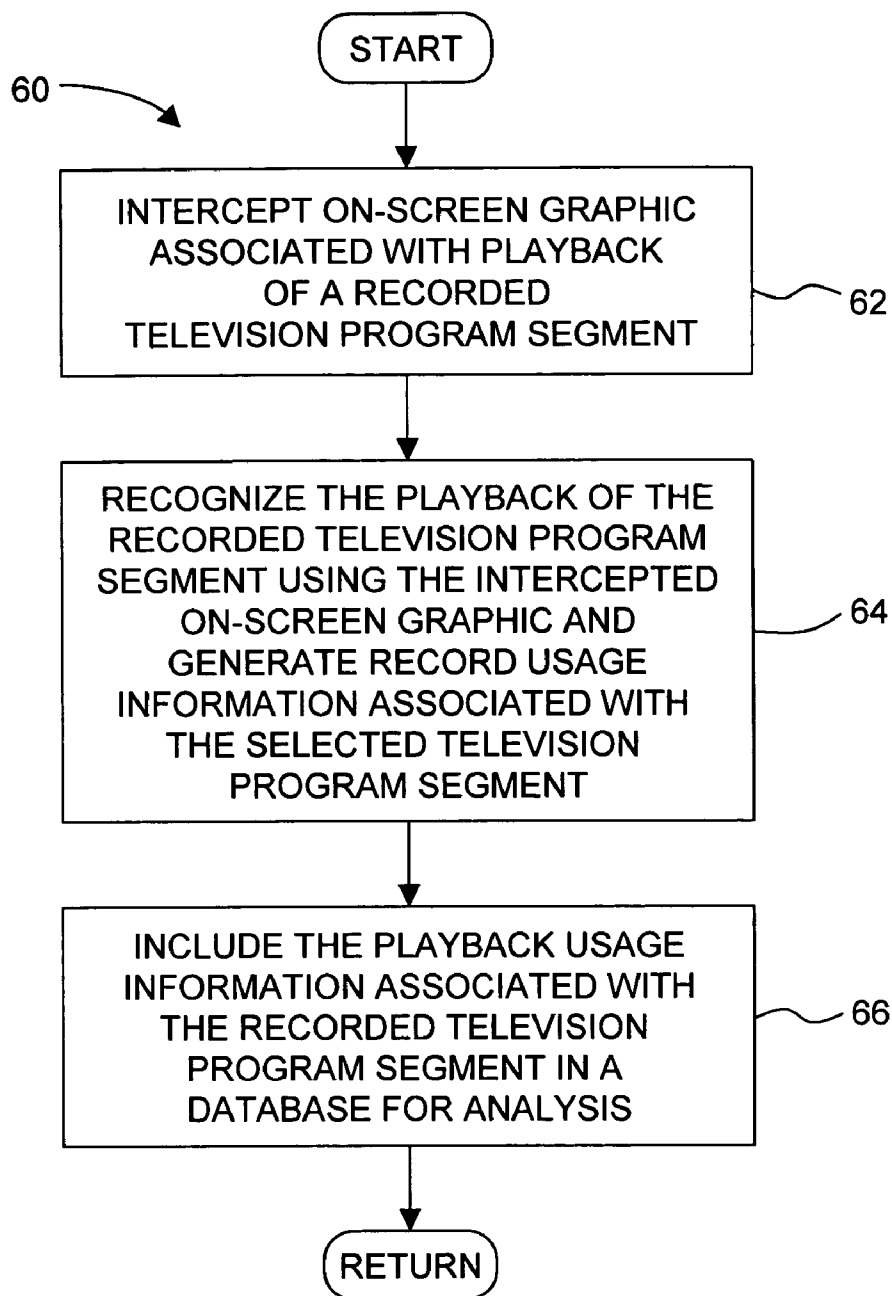 START
60
INTERCEPT ON-SCREEN GRAPHIC
ASSOCIATED WITH PLAYBACK
OF A RECORDED
TELEVISION PROGRAM SEGMENT
62
RECOGNIZE THE PLAYBACK OF THE
RECORDED TELEVISION PROGRAM
SEGMENT USING THE INTERCEPTED
ON-SCREEN GRAPHIC AND
GENERATE RECORD USAGE
INFORMATION ASSOCIATED WITH
THE SELECTED TELEVISION
PROGRAM SEGMENT
64
INCLUDE THE PLAYBACK USAGE
INFORMATION ASSOCIATED WITH
THE RECORDED TELEVISION
PROGRAM SEGMENT IN A
DATABASE FOR ANALYSIS
66
RETURN